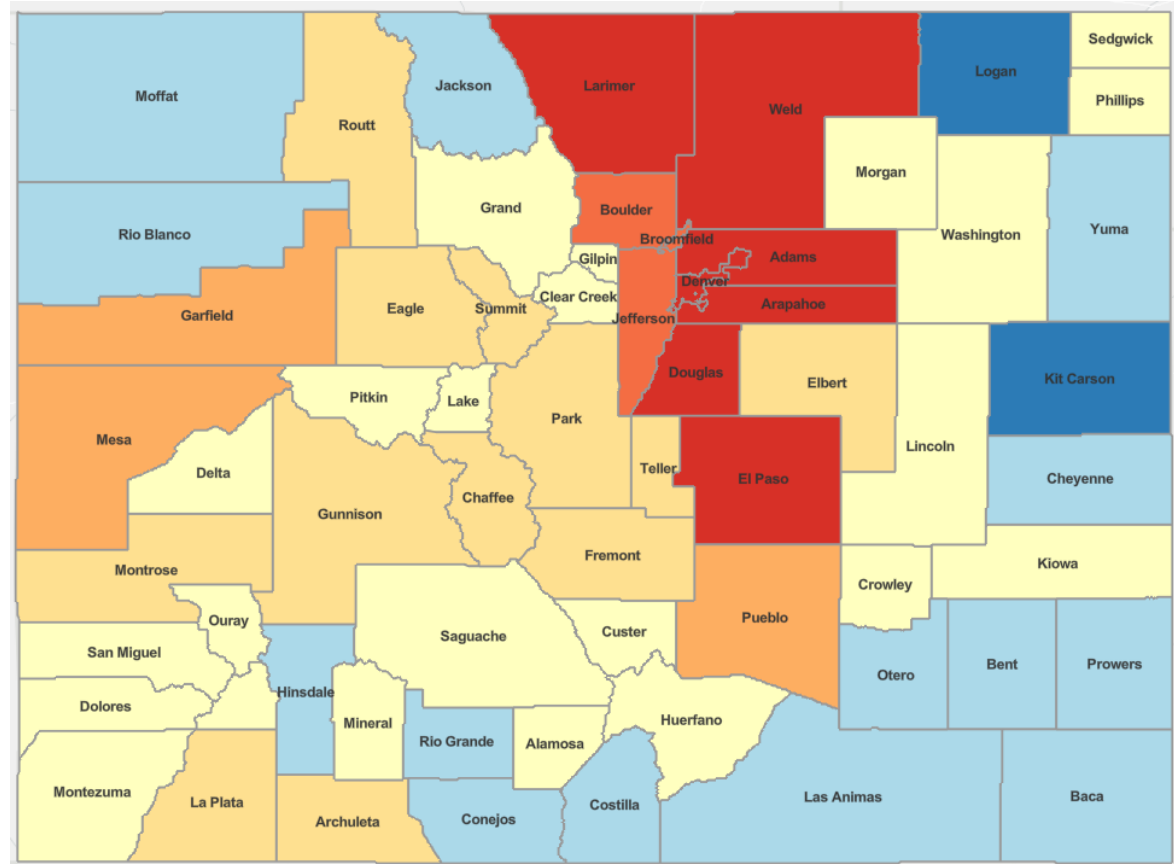 Moffat
Jackson
Larimer
Weld
Logan
Sedgwick
Phillips
Routt
Morgan
Grand
Boulder
Rio Blanco
Broomfield
Washington
Yuma
Gilpin
Adams
Denver
Clear Creek
Eagle
Summit
Arapahoe
Garfield
Jefferson
Douglas
Elbert
Kit Carson
Pitkin
Lake
Park
Mesa
Lincoln
Delta
Teller
El Paso
Cheyenne
Chaffee
Gunnison
Fremont
Montrose
Kiowa
Crowley
Ouray
Pueblo
Custer
Saguache
San Miguel
Otero
Bent
Prowers
Hinsdale
Dolores
Mineral
Huerfano
Rio Grande
Alamosa
Montezuma
La Plata
Costilla
Las Animas
Baca
Archuleta
Conejos